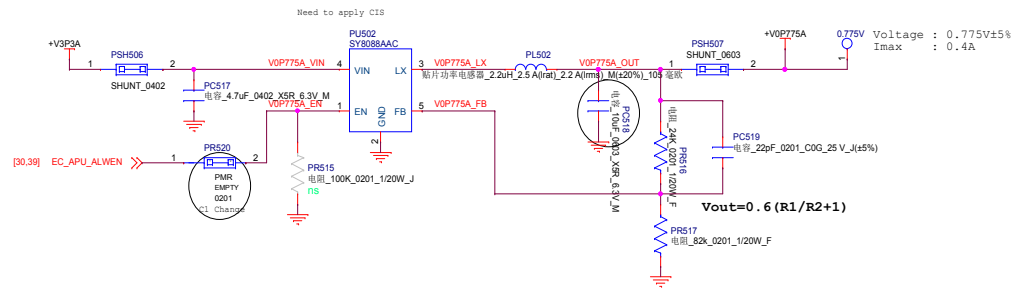 Need to apply CIS
PU502
SY8088AAC
+V3P3A
PSH506
1
2
SHUNT_0402
V0P775A_VIN
4
VIN
LX
3
V0P775A_LX
PL502
贴片功率电感器_2.2uH_2.5 A(Irat)_2.2 A(Irms)_M(±20%)_105 毫欧
V0P775A_OUT
PSH507
SHUNT_0603
1
2
+V0P775A
0.775V
1
Voltage : 0.775V±5%
Imax    : 0.4A
PC517
电容_4.7uF_0402_X5R_6.3V_M
V0P775A_EN
1
EN
FB
5
V0P775A_FB
GND
2
PC518
电容_10uF_0603_X5R_6.3V_M
PR516
电阻_24K_0201_1/20W_F
PC519
电容_22pF_0201_C0G_25 V_J(±5%)
[30,39]
EC_APU_ALWEN
1
PR520
2
PMR
EMPTY
0201
C1 Change
PR515
电阻_100K_0201_1/20W_J
ns
Vout=0.6(R1/R2+1)
PR517
电阻_82k_0201_1/20W_F